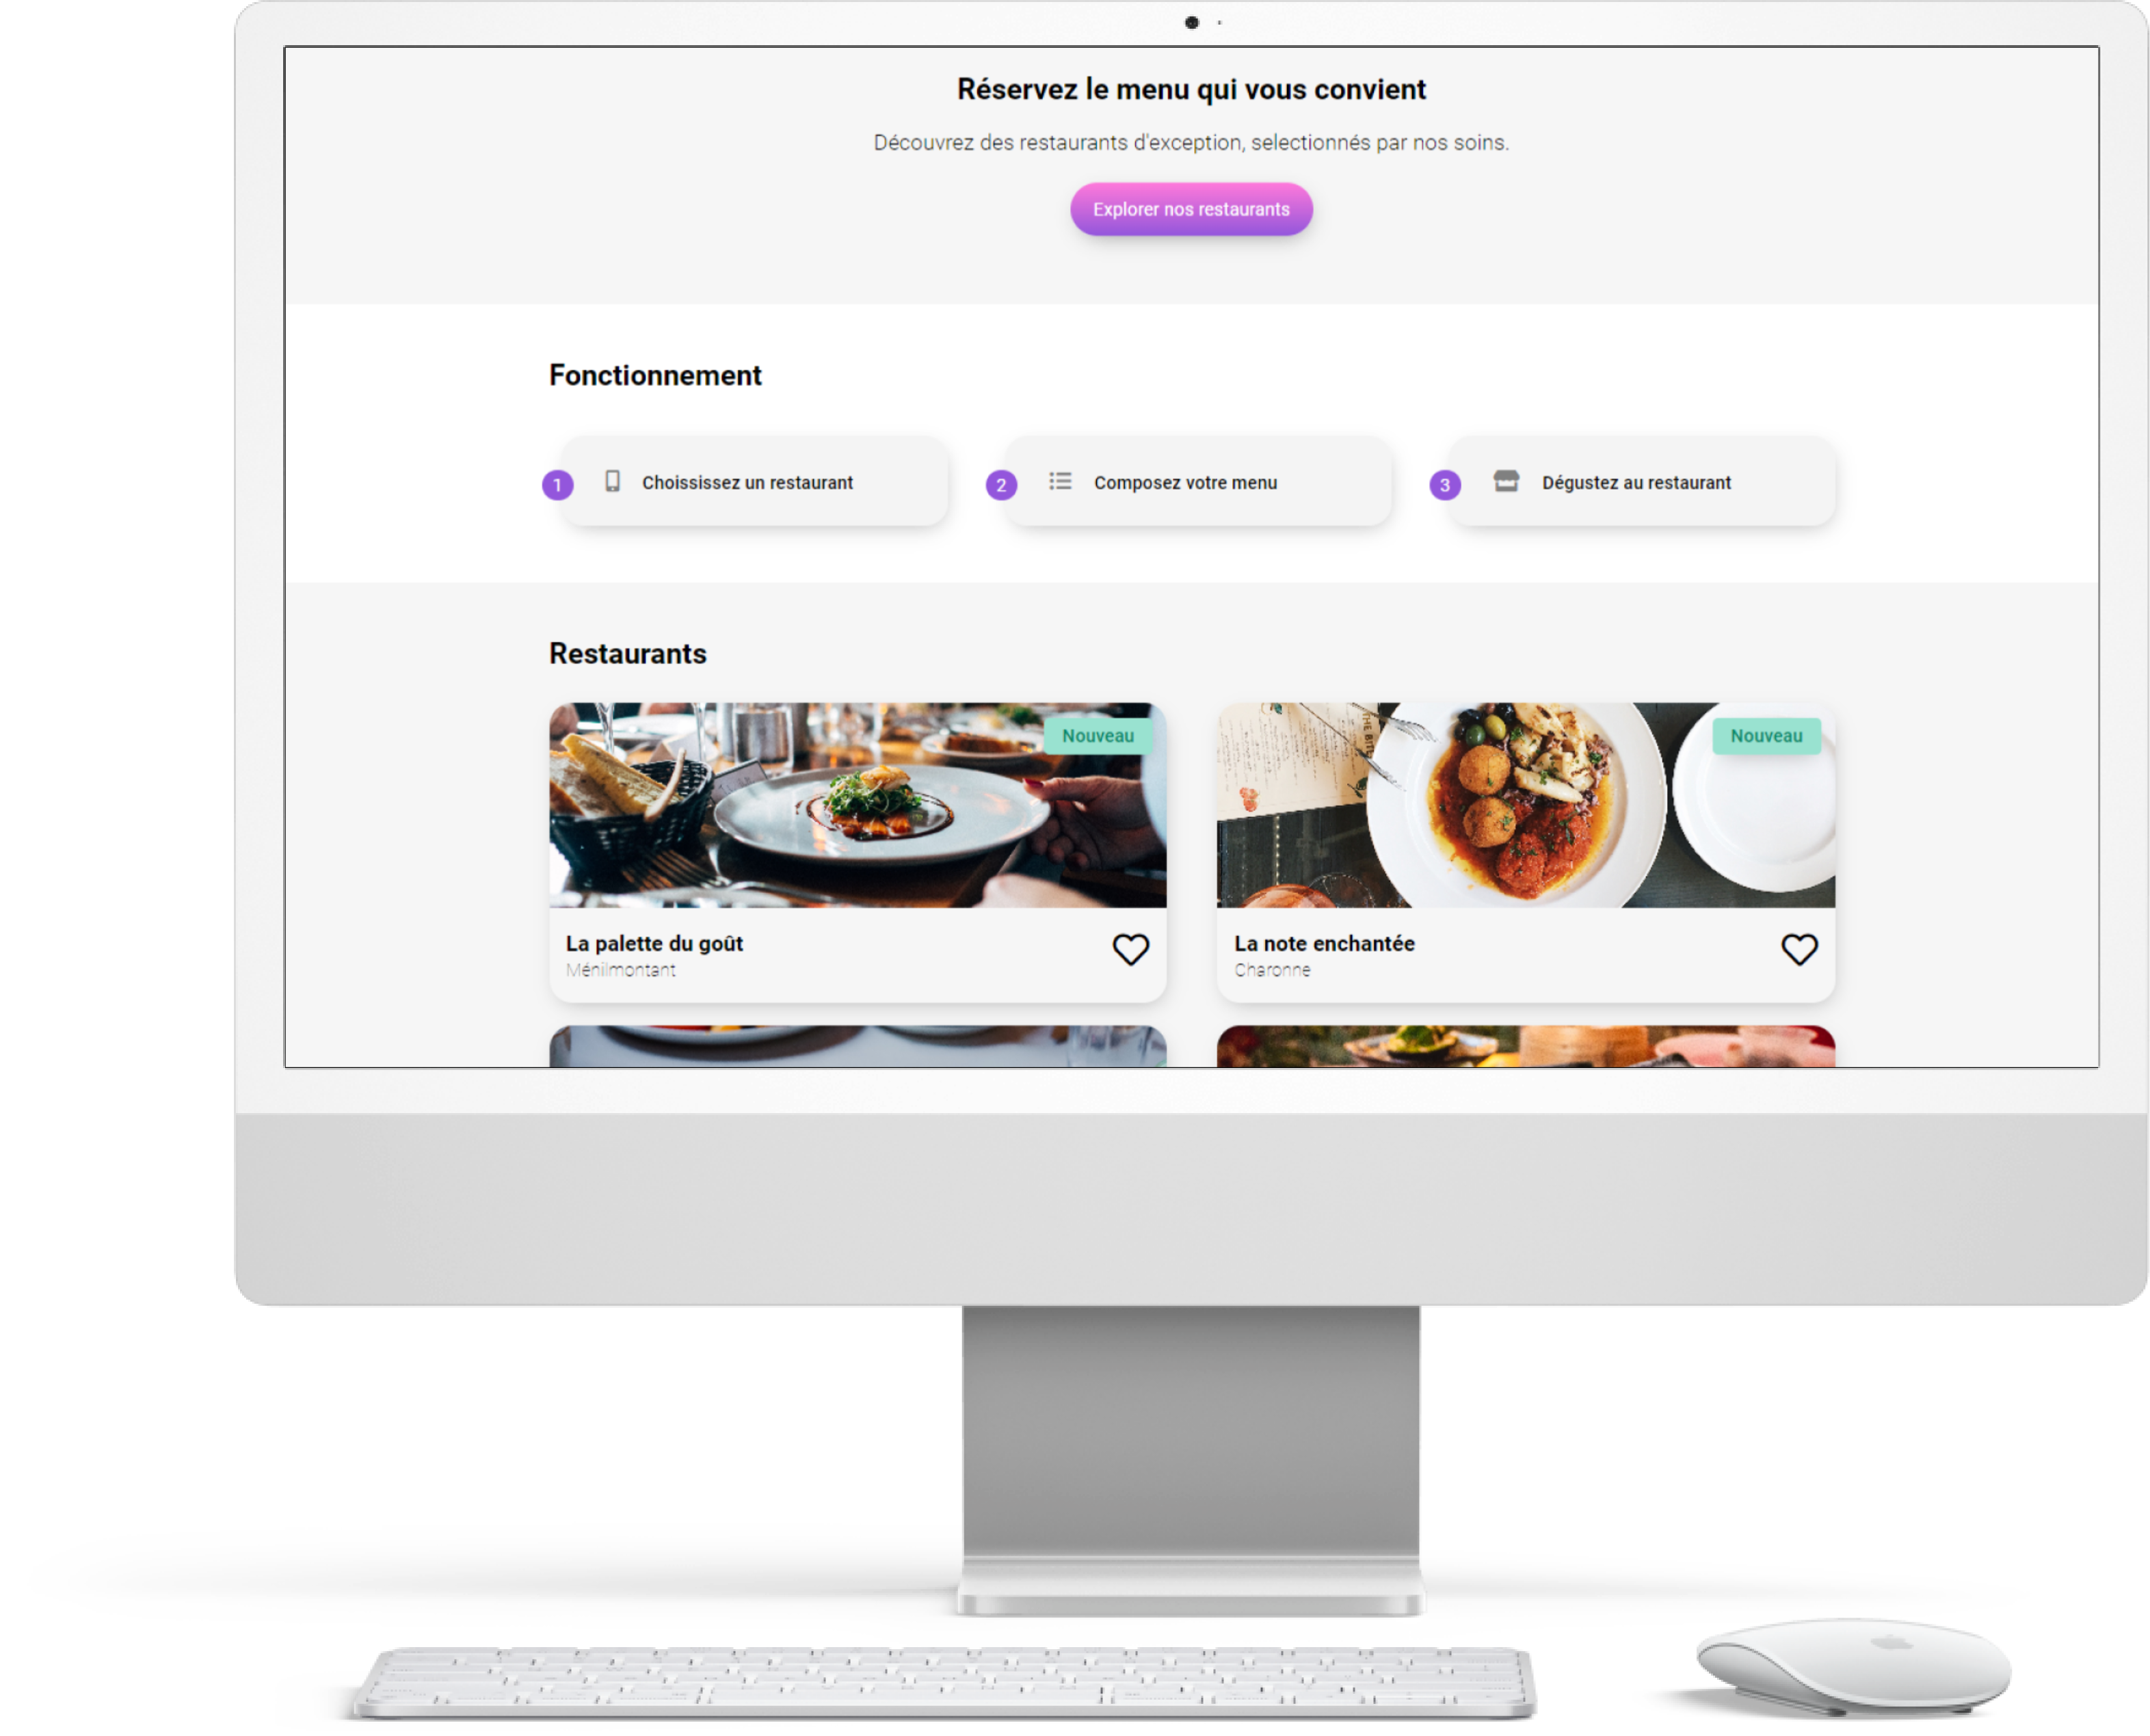 Réservez le menu qui vous convient
Découvrez des restaurants d'exception, selectionnés par nos soins.
Explorer nos restaurants
Fonctionnement
1 Choississez un restaurant
2 Composez votre menu
3 Dégustez au restaurant
Restaurants
Nouveau
La palette du goût
Ménilmontant
Nouveau
La note enchantée
Charonne